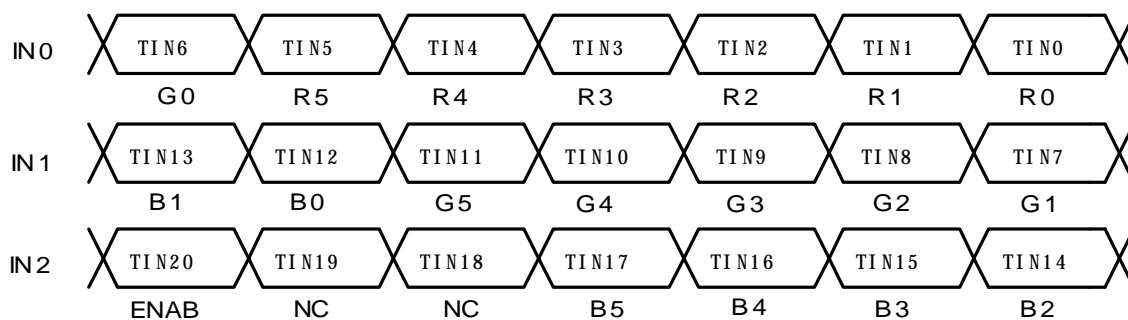 IN0 TIN6 TIN5 TIN4 TIN3 TIN2 TIN1 TIN0
G0 R5 R4 R3 R2 R1 R0
IN1 TIN13 TIN12 TIN11 TIN10 TIN9 TIN8 TIN7
B1 B0 G5 G4 G3 G2 G1
IN2 TIN20 TIN19 TIN18 TIN17 TIN16 TIN15 TIN14
ENAB NC NC B5 B4 B3 B2